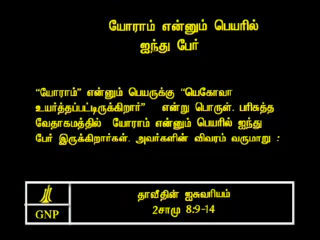 யோராம் என்னும் பெயரில்
ஐந்து பேர்
“யோராம்” என்னும் பெயருக்கு “யெகோவா
உயர்த்தப்பட்டிருக்கிறார்” என்று பொருள். பரிசுத்த
வேதாகமத்தில் யோராம் என்னும் பெயரில் ஐந்து
பேர் இருக்கிறார்கள். அவர்களின் விவரம் வருமாறு :
தாவீதின் ஐசுவரியம்
2சாமு 8:9-14
GNP